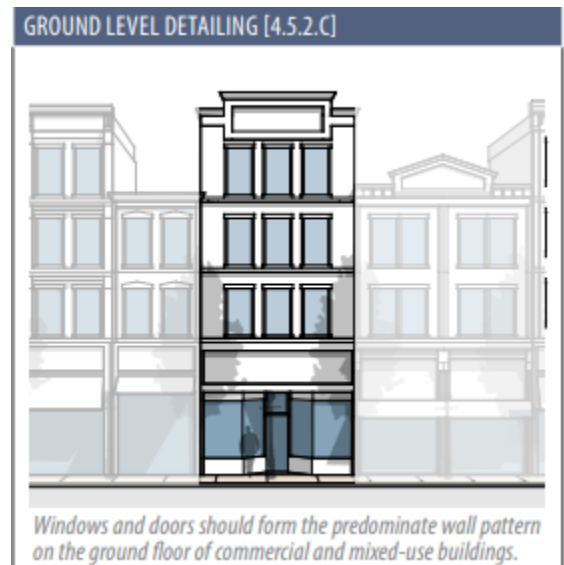 GROUND LEVEL DETAILING [4.5.2.C]
Windows and doors should form the predominate wall pattern
on the ground floor of commercial and mixed-use buildings.